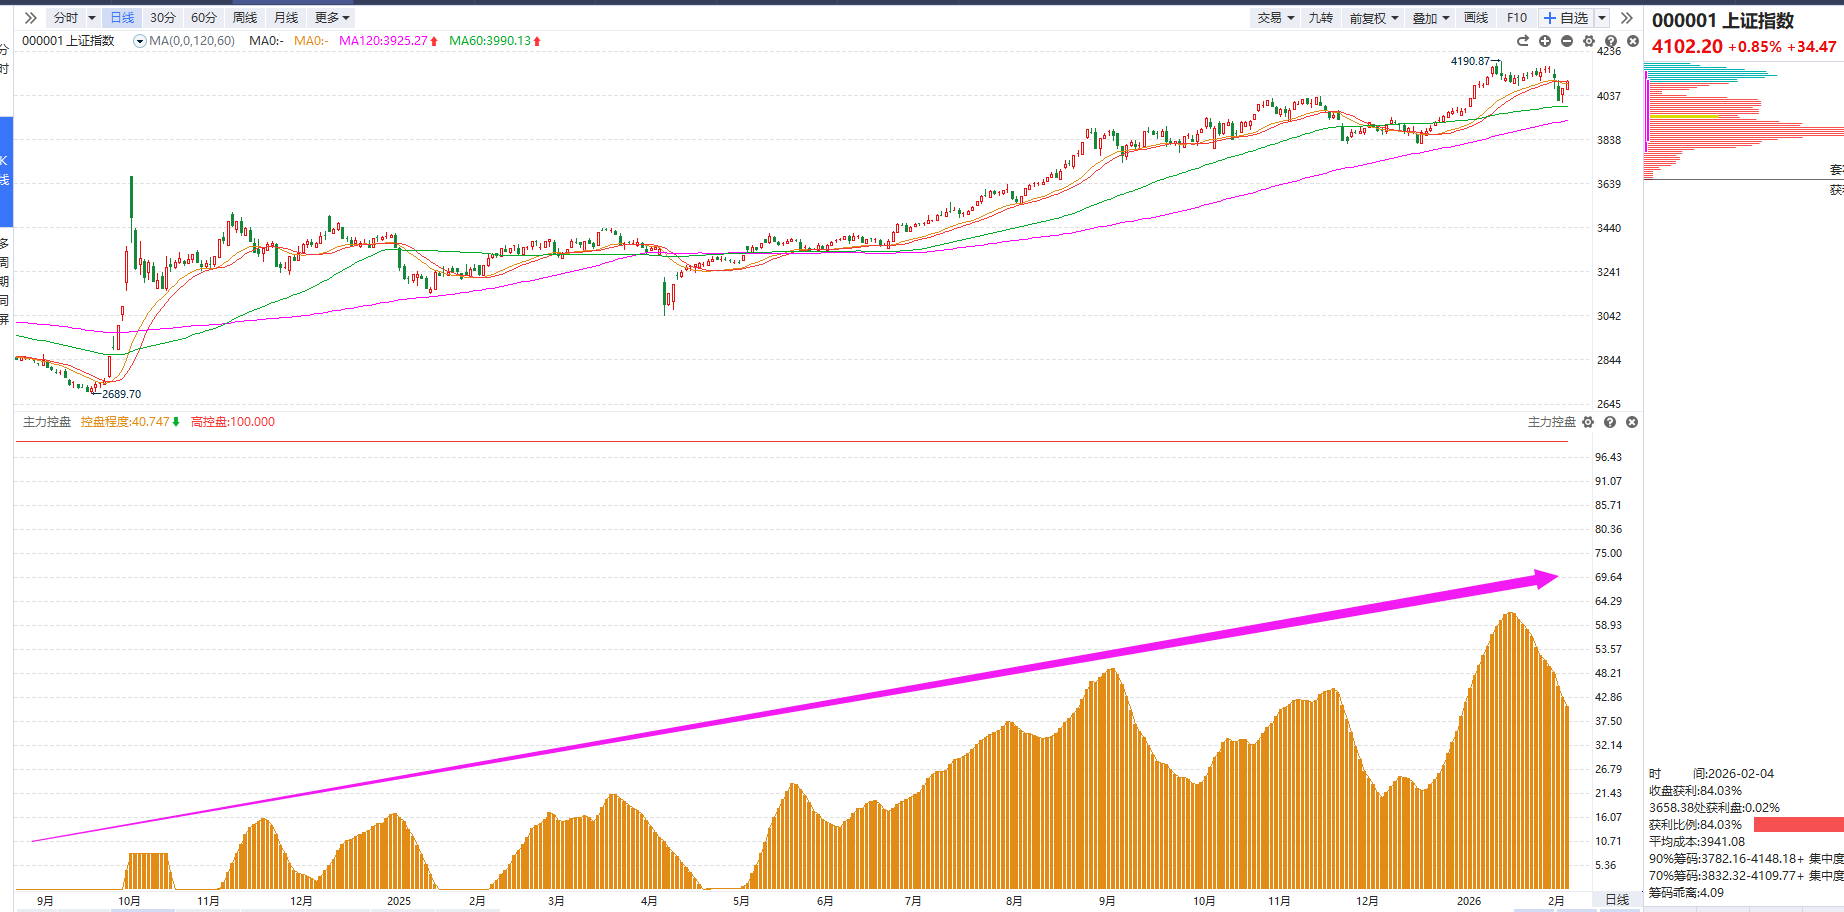 分时 日线 30分 60分 周线 月线 更多 交易 九转 前复权 叠加 画线 F10 自选
000001 上证指数
4102.20 +0.85% +34.47
000001 上证指数 MA(0,0,120,60) MA0:- MA0:- MA120:3925.27 MA60:3990.13
分
时
K
线
多
周
期
同
屏
4190.87
2689.70
4236
4037
3838
3639
3440
3241
3042
2844
2645
主力控盘 控盘程度:40.747 高控盘:100.000 主力控盘
96.43
91.07
85.71
80.36
75.00
69.64
64.29
58.93
53.57
48.21
42.86
37.50
32.14
26.79
21.43
16.07
10.71
5.36
9月 10月 11月 12月 2025 2月 3月 4月 5月 6月 7月 8月 9月 10月 11月 12月 2026 2月 日线
时 间:2026-02-04
收盘获利:84.03%
3658.38处获利盘:0.02%
获利比例:84.03%
平均成本:3941.08
90%筹码:3782.16-4148.18+ 集中度
70%筹码:3832.32-4109.77+ 集中度
筹码乖离:4.09